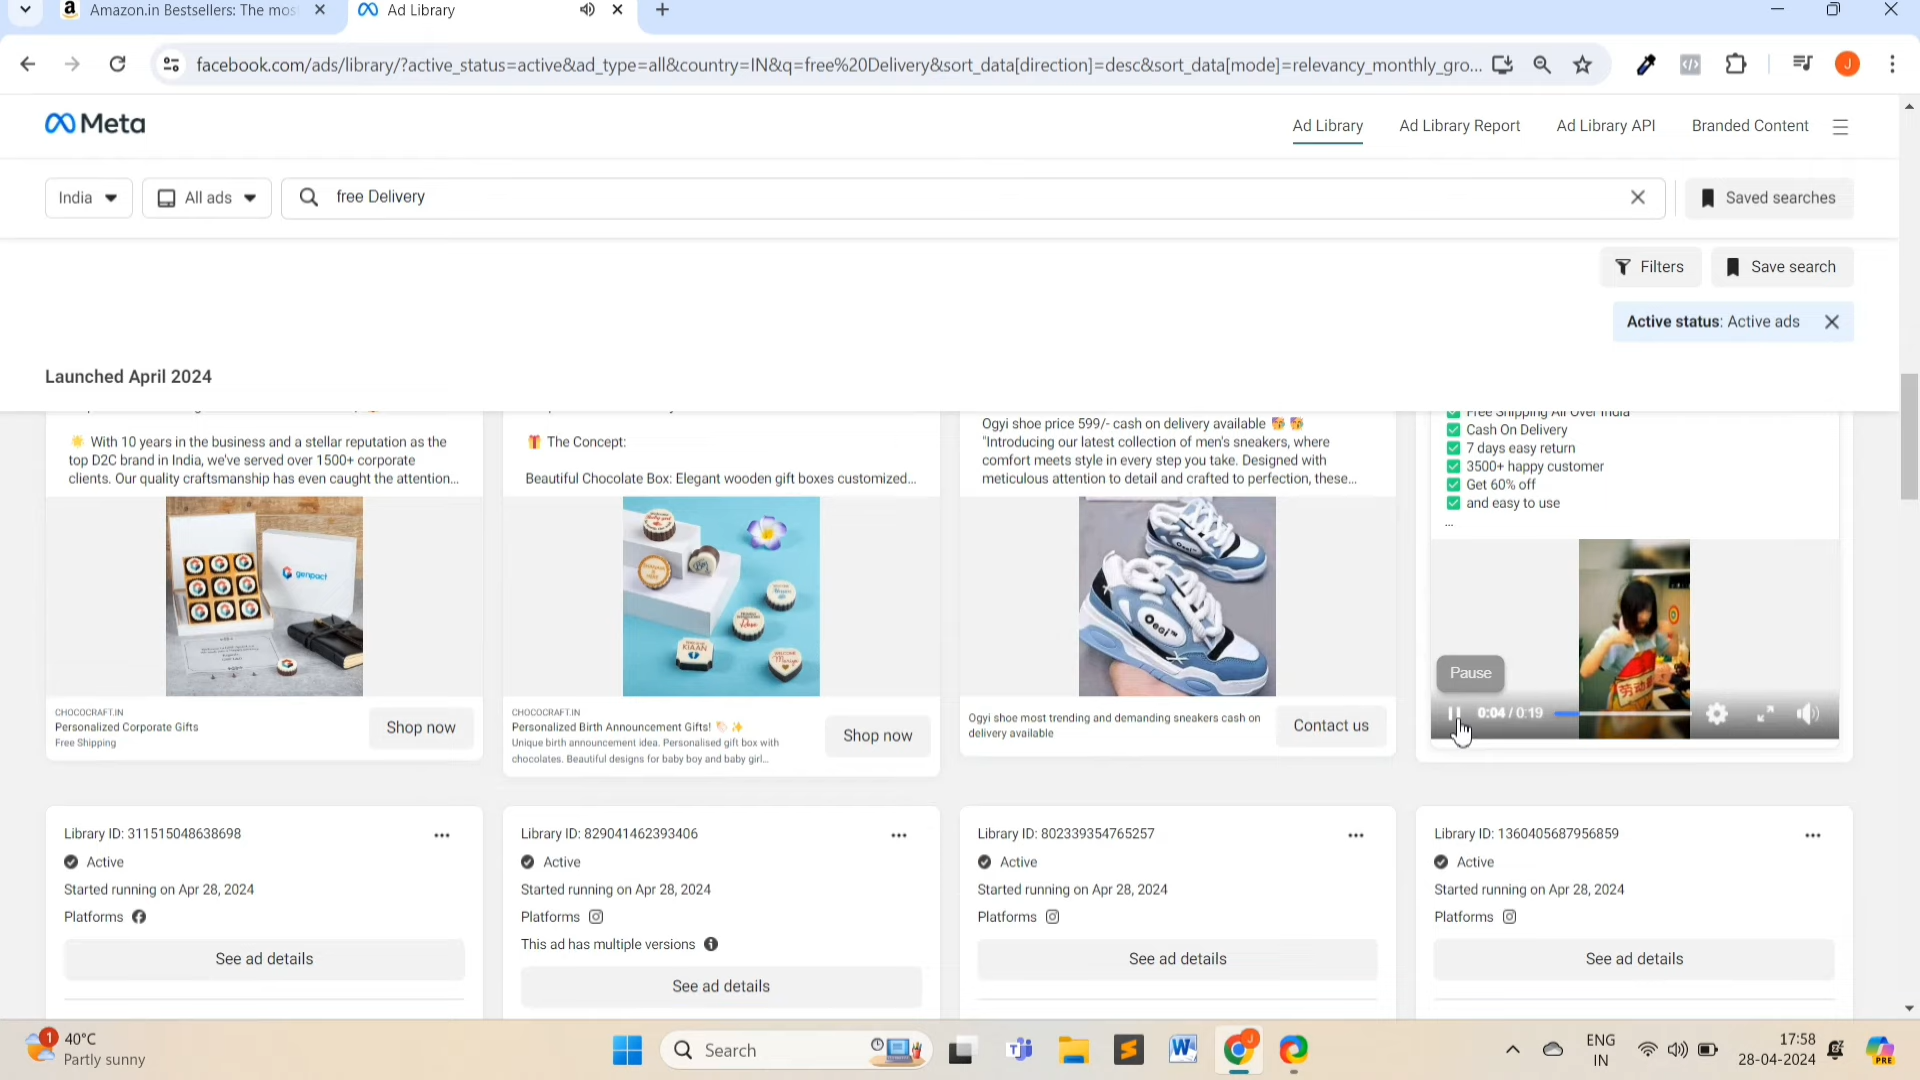 Amazon.in Bestsellers: The mos
Ad Library
facebook.com/ads/library/?active_status=active&ad_type=all&country=IN&q=free%20Delivery&sort_data[direction]=desc&sort_data[mode]=relevancy_monthly_gro...
J
Meta
Ad Library
Ad Library Report
Ad Library API
Branded Content
India
All ads
free Delivery
Saved searches
Filters
Save search
Active status: Active ads
Launched April 2024
🌟 With 10 years in the business and a stellar reputation as the
top D2C brand in India, we've served over 1500+ corporate
clients. Our quality craftsmanship has even caught the attention...
genpact
CHOCOCRAFT.IN
Personalized Corporate Gifts
Free Shipping
Shop now
🎁 The Concept:
Beautiful Chocolate Box: Elegant wooden gift boxes customized...
KIAAN
CHOCOCRAFT.IN
Personalized Birth Announcement Gifts! 🏷️ ✨
Unique birth announcement idea. Personalised gift box with
chocolates. Beautiful designs for baby boy and baby girl...
Shop now
Ogyi shoe price 599/- cash on delivery available 🎊 🎊
"Introducing our latest collection of men's sneakers, where
comfort meets style in every step you take. Designed with
meticulous attention to detail and crafted to perfection, these...
Ogyi shoe most trending and demanding sneakers cash on
delivery available
Contact us
✅ Free Shipping All Over India
✅ Cash On Delivery
✅ 7 days easy return
✅ 3500+ happy customer
✅ Get 60% off
✅ and easy to use
...
劳动
Pause
0:04 / 0:19
Library ID: 311515048638698
Active
Started running on Apr 28, 2024
Platforms
See ad details
Library ID: 829041462393406
Active
Started running on Apr 28, 2024
Platforms
This ad has multiple versions
See ad details
Library ID: 802339354765257
Active
Started running on Apr 28, 2024
Platforms
See ad details
Library ID: 1360405687956859
Active
Started running on Apr 28, 2024
Platforms
See ad details
1
40°C
Partly sunny
Search
J
ENG
IN
17:58
28-04-2024
PRE